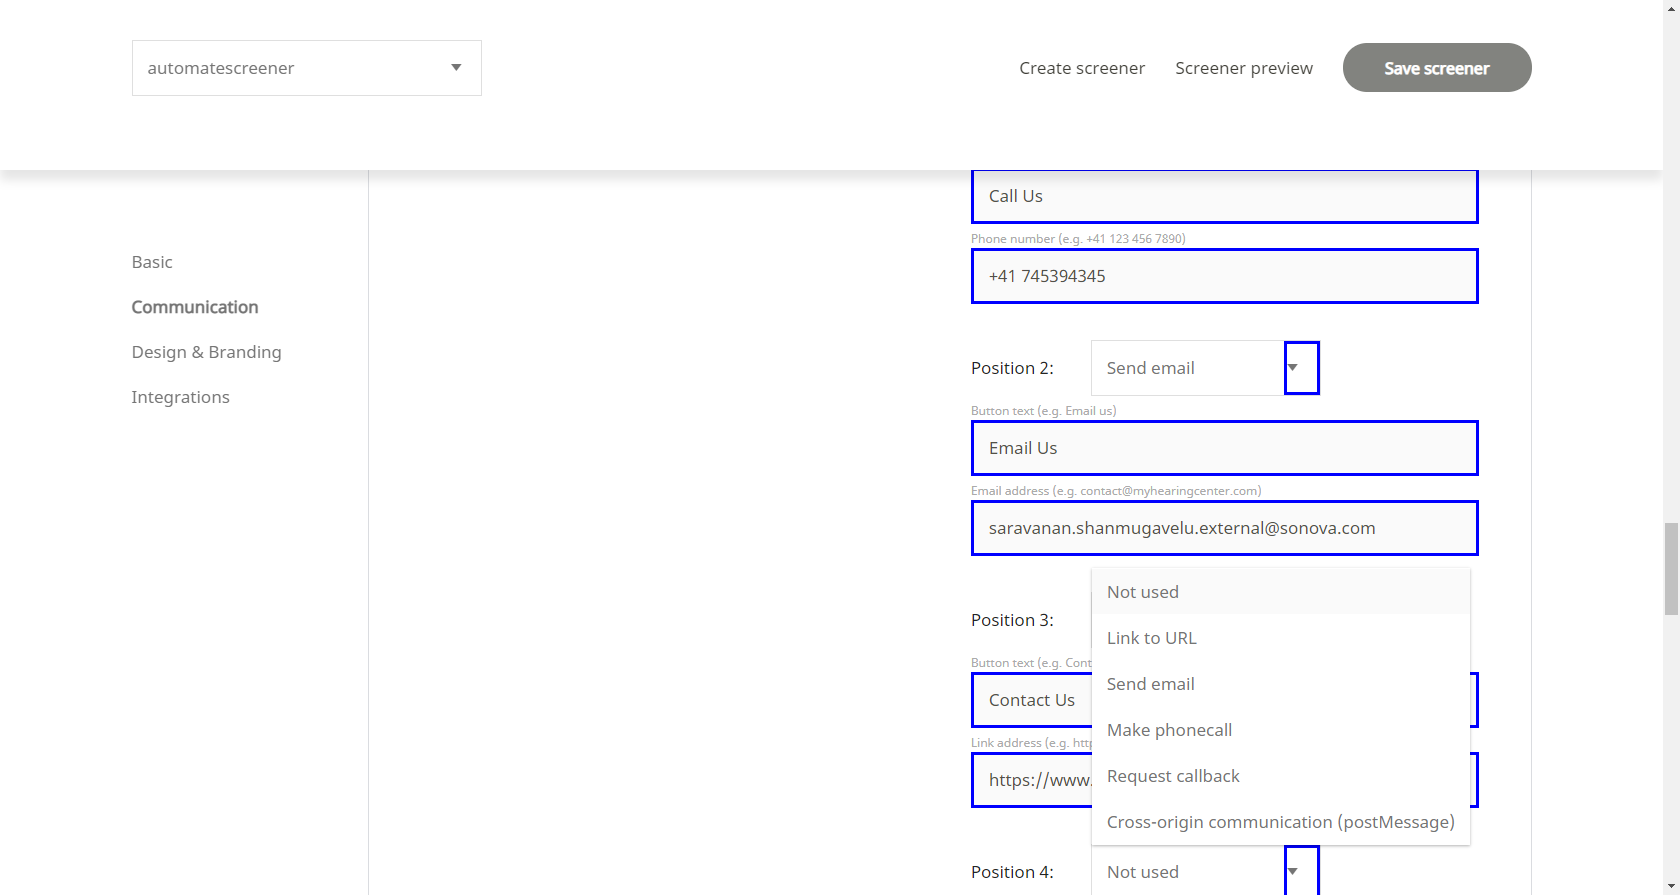 automatescreener
Create screener
Screener preview
Save screener
Basic
Communication
Design & Branding
Integrations
Call Us
Phone number (e.g. +41 123 456 7890)
+41 745394345
Position 2:
Send email
Button text (e.g. Email us)
Email Us
Email address (e.g. contact@myhearingcenter.com)
saravanan.shanmugavelu.external@sonova.com
Position 3:
Button text (e.g. Cont
Contact Us
Link address (e.g. http
https://www.
Not used
Link to URL
Send email
Make phonecall
Request callback
Cross-origin communication (postMessage)
Position 4:
Not used